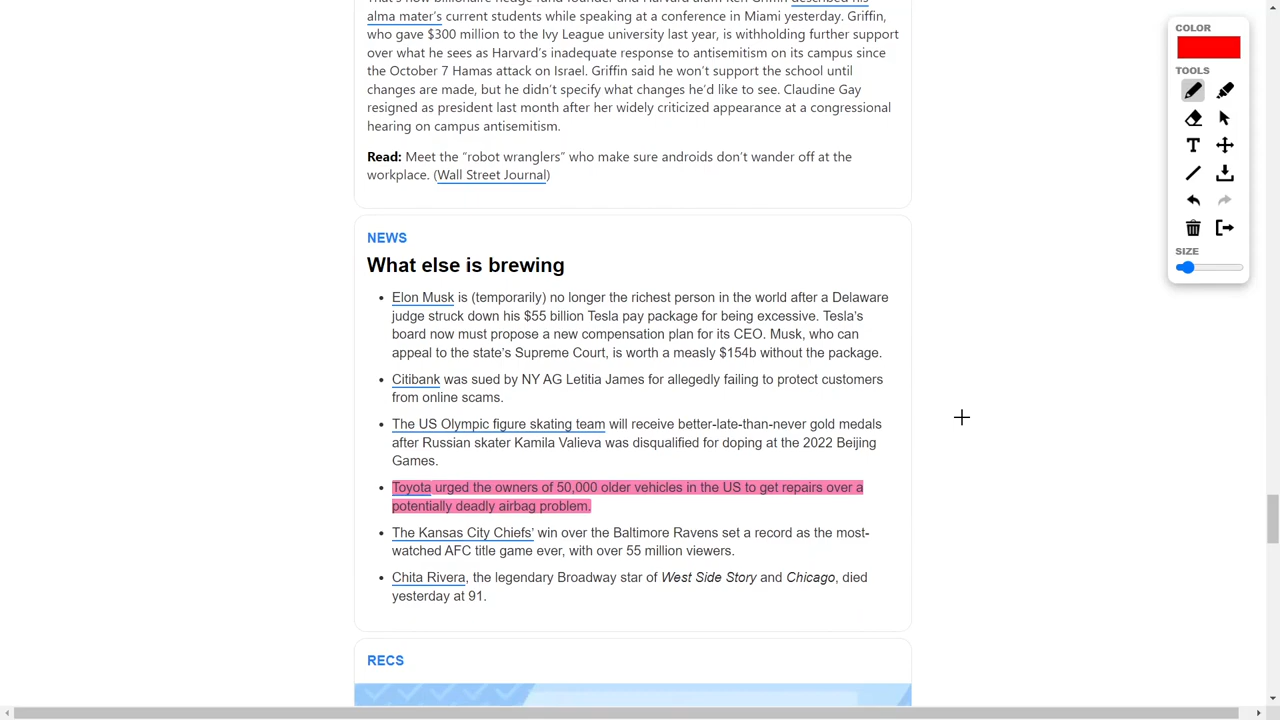 alma mater's current students while speaking at a conference in Miami yesterday. Griffin,
who gave $300 million to the Ivy League university last year, is withholding further support
over what he sees as Harvard's inadequate response to antisemitism on its campus since
the October 7 Hamas attack on Israel. Griffin said he won't support the school until
changes are made, but he didn't specify what changes he'd like to see. Claudine Gay
resigned as president last month after her widely criticized appearance at a congressional
hearing on campus antisemitism.
Read: Meet the “robot wranglers” who make sure androids don't wander off at the
workplace. (Wall Street Journal)
NEWS
What else is brewing
• Elon Musk is (temporarily) no longer the richest person in the world after a Delaware
judge struck down his $55 billion Tesla pay package for being excessive. Tesla's
board now must propose a new compensation plan for its CEO. Musk, who can
appeal to the state's Supreme Court, is worth a measly $154b without the package.
• Citibank was sued by NY AG Letitia James for allegedly failing to protect customers
from online scams.
• The US Olympic figure skating team will receive better-late-than-never gold medals
after Russian skater Kamila Valieva was disqualified for doping at the 2022 Beijing
Games.
• Toyota urged the owners of 50,000 older vehicles in the US to get repairs over a
potentially deadly airbag problem.
• The Kansas City Chiefs' win over the Baltimore Ravens set a record as the most-
watched AFC title game ever, with over 55 million viewers.
• Chita Rivera, the legendary Broadway star of West Side Story and Chicago, died
yesterday at 91.
RECS
COLOR
TOOLS
T
SIZE